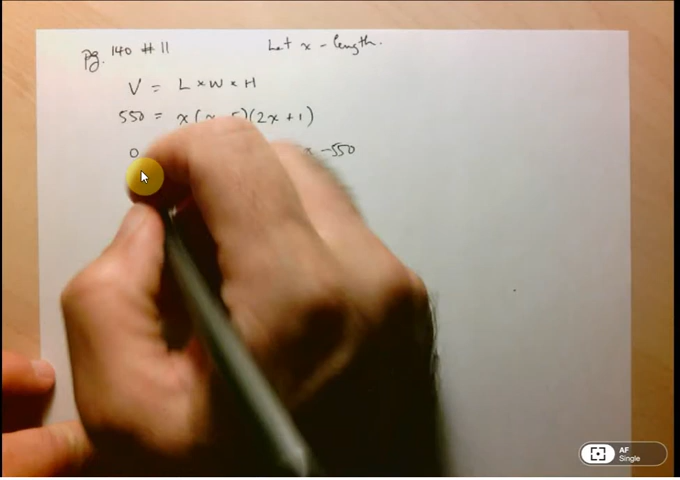 pg. 140 #11
Let x - length.
V = L × W × H
550 = x(x - 5)(2x + 1)
0 -550
AF
Single